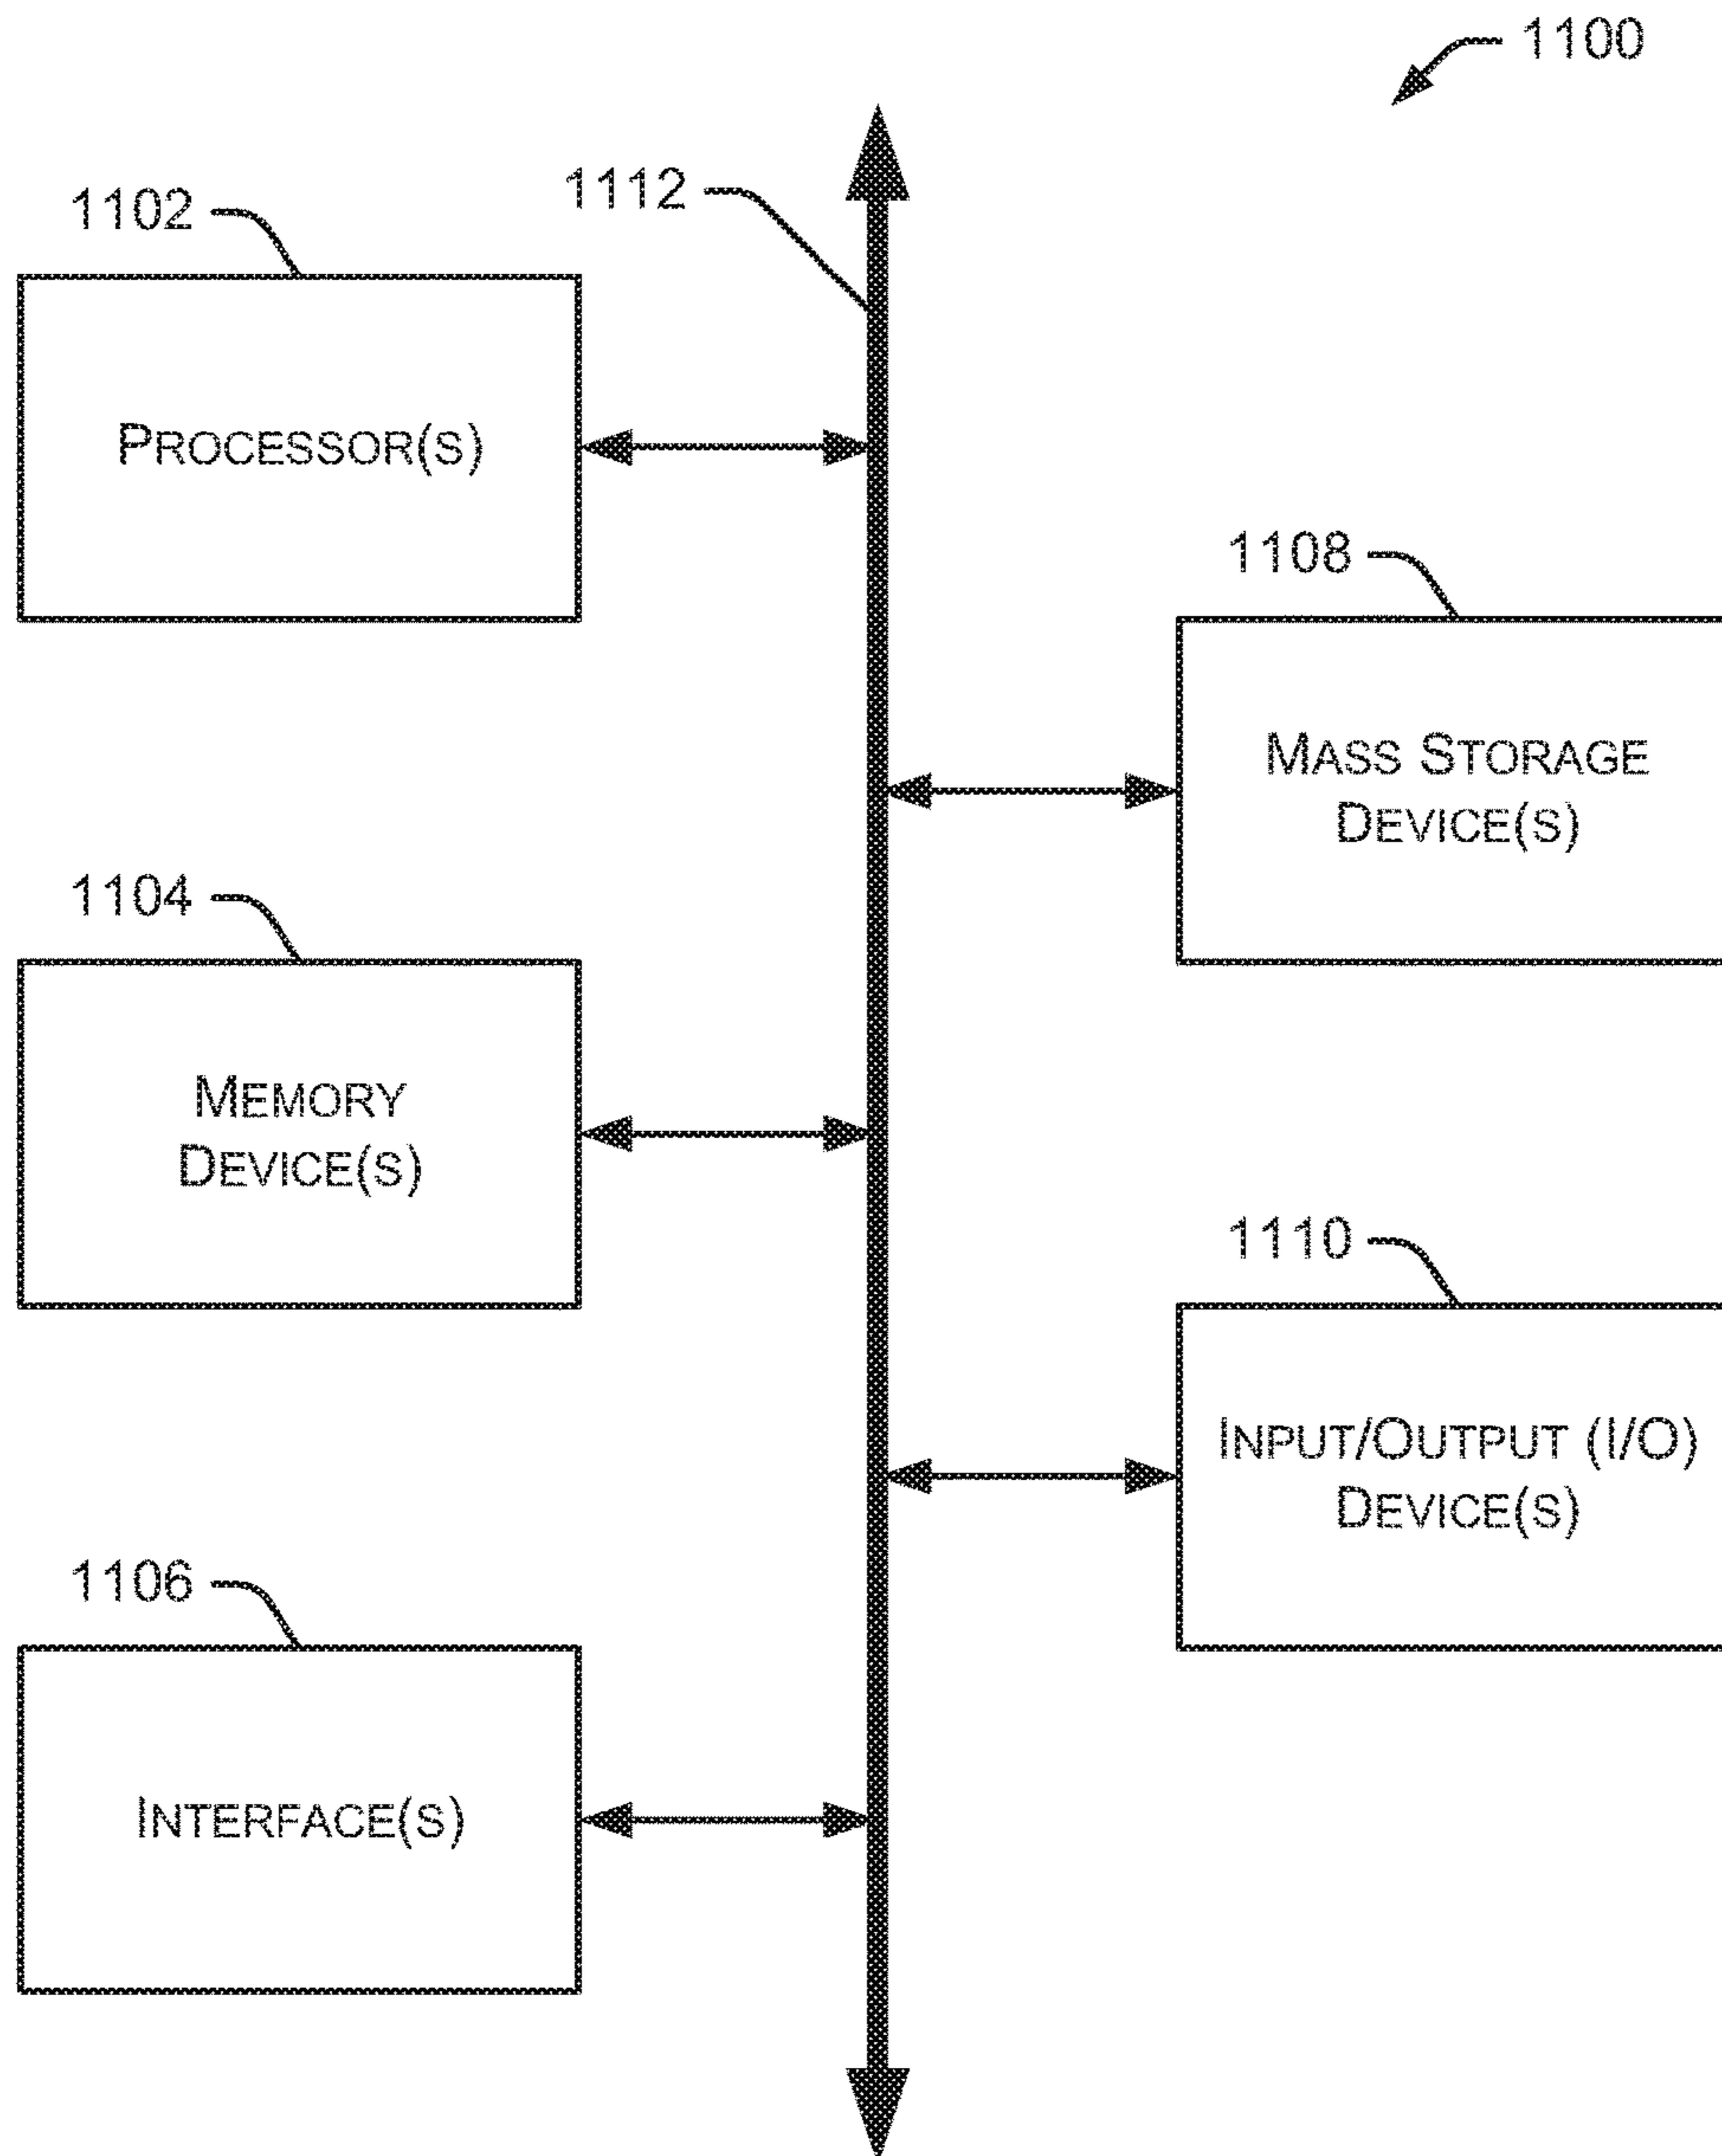 1100
1112
1102
PROCESSOR(S)
1108
MASS STORAGE
DEVICE(S)
1104
MEMORY
DEVICE(S)
1110
INPUT/OUTPUT (I/O)
DEVICE(S)
1106
INTERFACE(S)